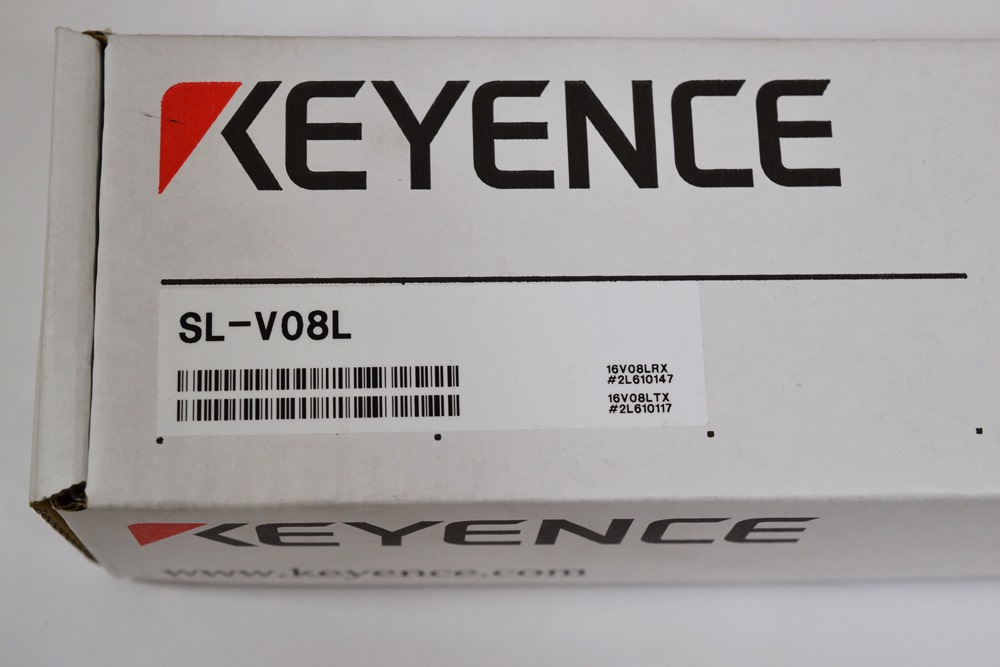 KEYENCE
SL-V08L
16V08LRX
#2L610147
16V08LTX
#2L610117
KEYENCE
www.keyence.com